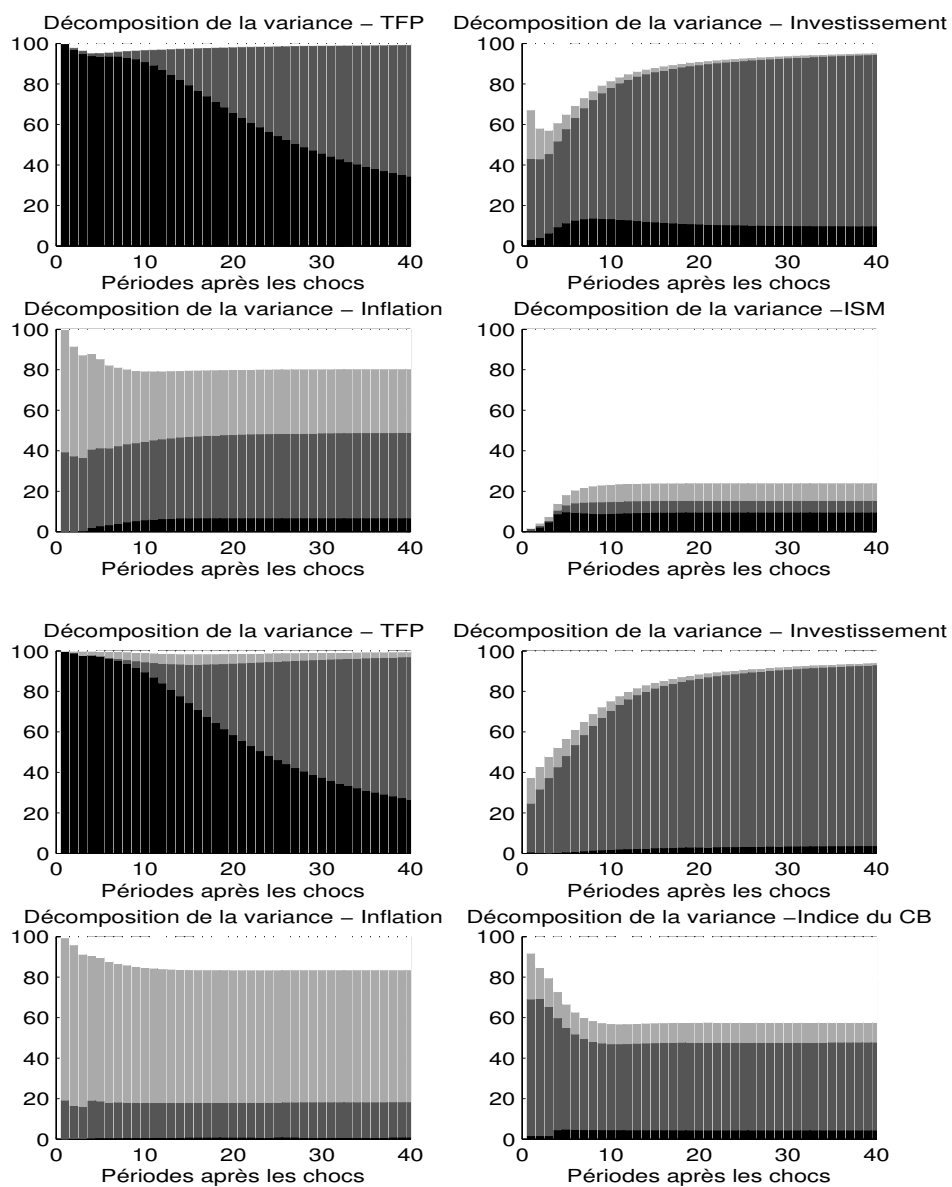 Décomposition de la variance – TFP
100
80
60
40
20
0
0 10 20 30 40
Périodes après les chocs
Décomposition de la variance – Investissement
100
80
60
40
20
0
0 10 20 30 40
Périodes après les chocs
Décomposition de la variance – Inflation
100
80
60
40
20
0
0 10 20 30 40
Périodes après les chocs
Décomposition de la variance –ISM
100
80
60
40
20
0
0 10 20 30 40
Périodes après les chocs
Décomposition de la variance – TFP
100
80
60
40
20
0
0 10 20 30 40
Périodes après les chocs
Décomposition de la variance – Investissement
100
80
60
40
20
0
0 10 20 30 40
Périodes après les chocs
Décomposition de la variance – Inflation
100
80
60
40
20
0
0 10 20 30 40
Périodes après les chocs
Décomposition de la variance –Indice du CB
100
80
60
40
20
0
0 10 20 30 40
Périodes après les chocs